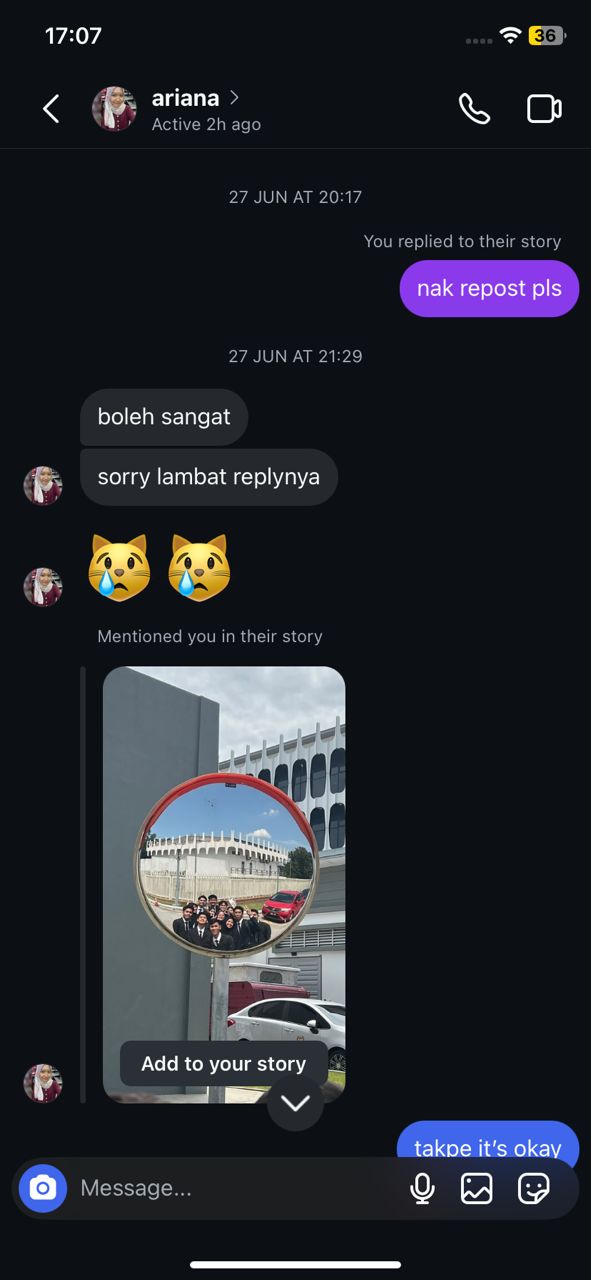 17:07
36
ariana
Active 2h ago
27 JUN AT 20:17
You replied to their story
nak repost pls
27 JUN AT 21:29
boleh sangat
sorry lambat replynya
Mentioned you in their story
Add to your story
takpe it’s okay
Message...